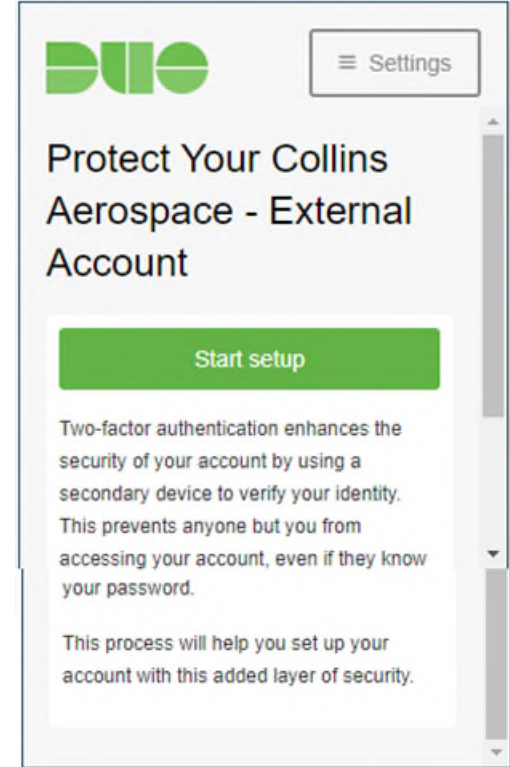 DUO
≡ Settings
Protect Your Collins
Aerospace - External
Account
Start setup
Two-factor authentication enhances the
security of your account by using a
secondary device to verify your identity.
This prevents anyone but you from
accessing your account, even if they know
your password.
This process will help you set up your
account with this added layer of security.